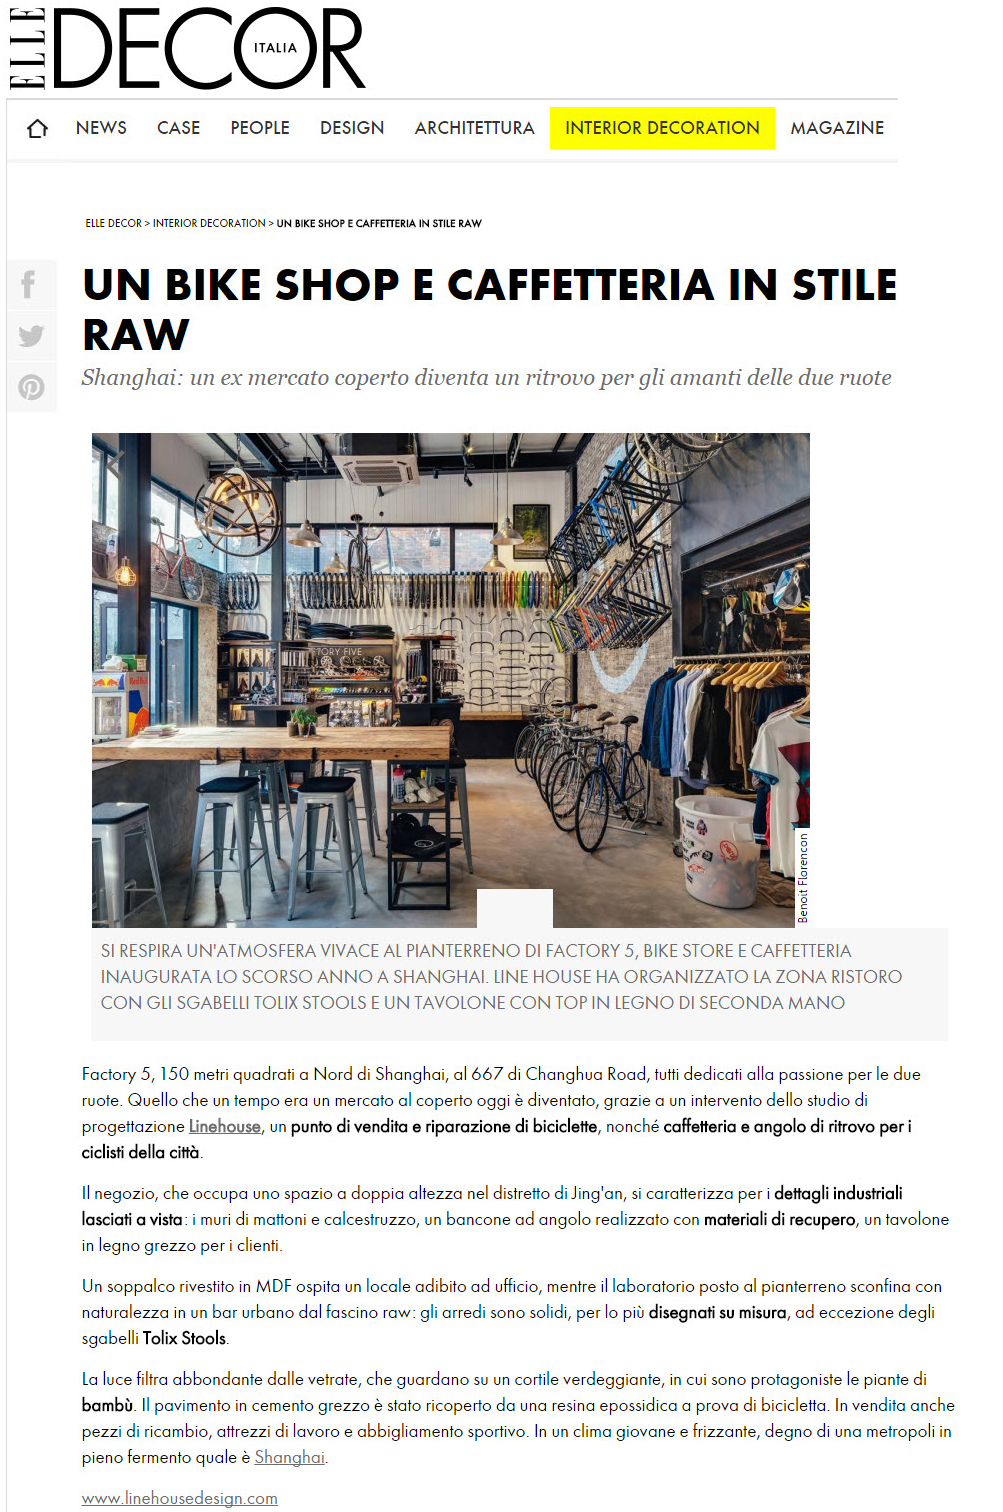 ELLE DECOR ITALIA
NEWS CASE PEOPLE DESIGN ARCHITETTURA INTERIOR DECORATION MAGAZINE
ELLE DECOR > INTERIOR DECORATION > UN BIKE SHOP E CAFFETTERIA IN STILE RAW
UN BIKE SHOP E CAFFETTERIA IN STILE
RAW
Shanghai: un ex mercato coperto diventa un ritrovo per gli amanti delle due ruote
TORY FIVE
Red Bull
Benoit Florencon
SI RESPIRA UN'ATMOSFERA VIVACE AL PIANTERRENO DI FACTORY 5, BIKE STORE E CAFFETTERIA
INAUGURATA LO SCORSO ANNO A SHANGHAI. LINE HOUSE HA ORGANIZZATO LA ZONA RISTORO
CON GLI SGABELLI TOLIX STOOLS E UN TAVOLONE CON TOP IN LEGNO DI SECONDA MANO
Factory 5, 150 metri quadrati a Nord di Shanghai, al 667 di Changhua Road, tutti dedicati alla passione per le due
ruote. Quello che un tempo era un mercato al coperto oggi è diventato, grazie a un intervento dello studio di
progettazione Linehouse, un punto di vendita e riparazione di biciclette, nonché caffetteria e angolo di ritrovo per i
ciclisti della città.
Il negozio, che occupa uno spazio a doppia altezza nel distretto di Jing'an, si caratterizza per i dettagli industriali
lasciati a vista: i muri di mattoni e calcestruzzo, un bancone ad angolo realizzato con materiali di recupero, un tavolone
in legno grezzo per i clienti.
Un soppalco rivestito in MDF ospita un locale adibito ad ufficio, mentre il laboratorio posto al pianterreno sconfina con
naturalezza in un bar urbano dal fascino raw: gli arredi sono solidi, per lo più disegnati su misura, ad eccezione degli
sgabelli Tolix Stools.
La luce filtra abbondante dalle vetrate, che guardano su un cortile verdeggiante, in cui sono protagoniste le piante di
bambù. Il pavimento in cemento grezzo è stato ricoperto da una resina epossidica a prova di bicicletta. In vendita anche
pezzi di ricambio, attrezzi di lavoro e abbigliamento sportivo. In un clima giovane e frizzante, degno di una metropoli in
pieno fermento quale è Shanghai.
www.linehousedesign.com